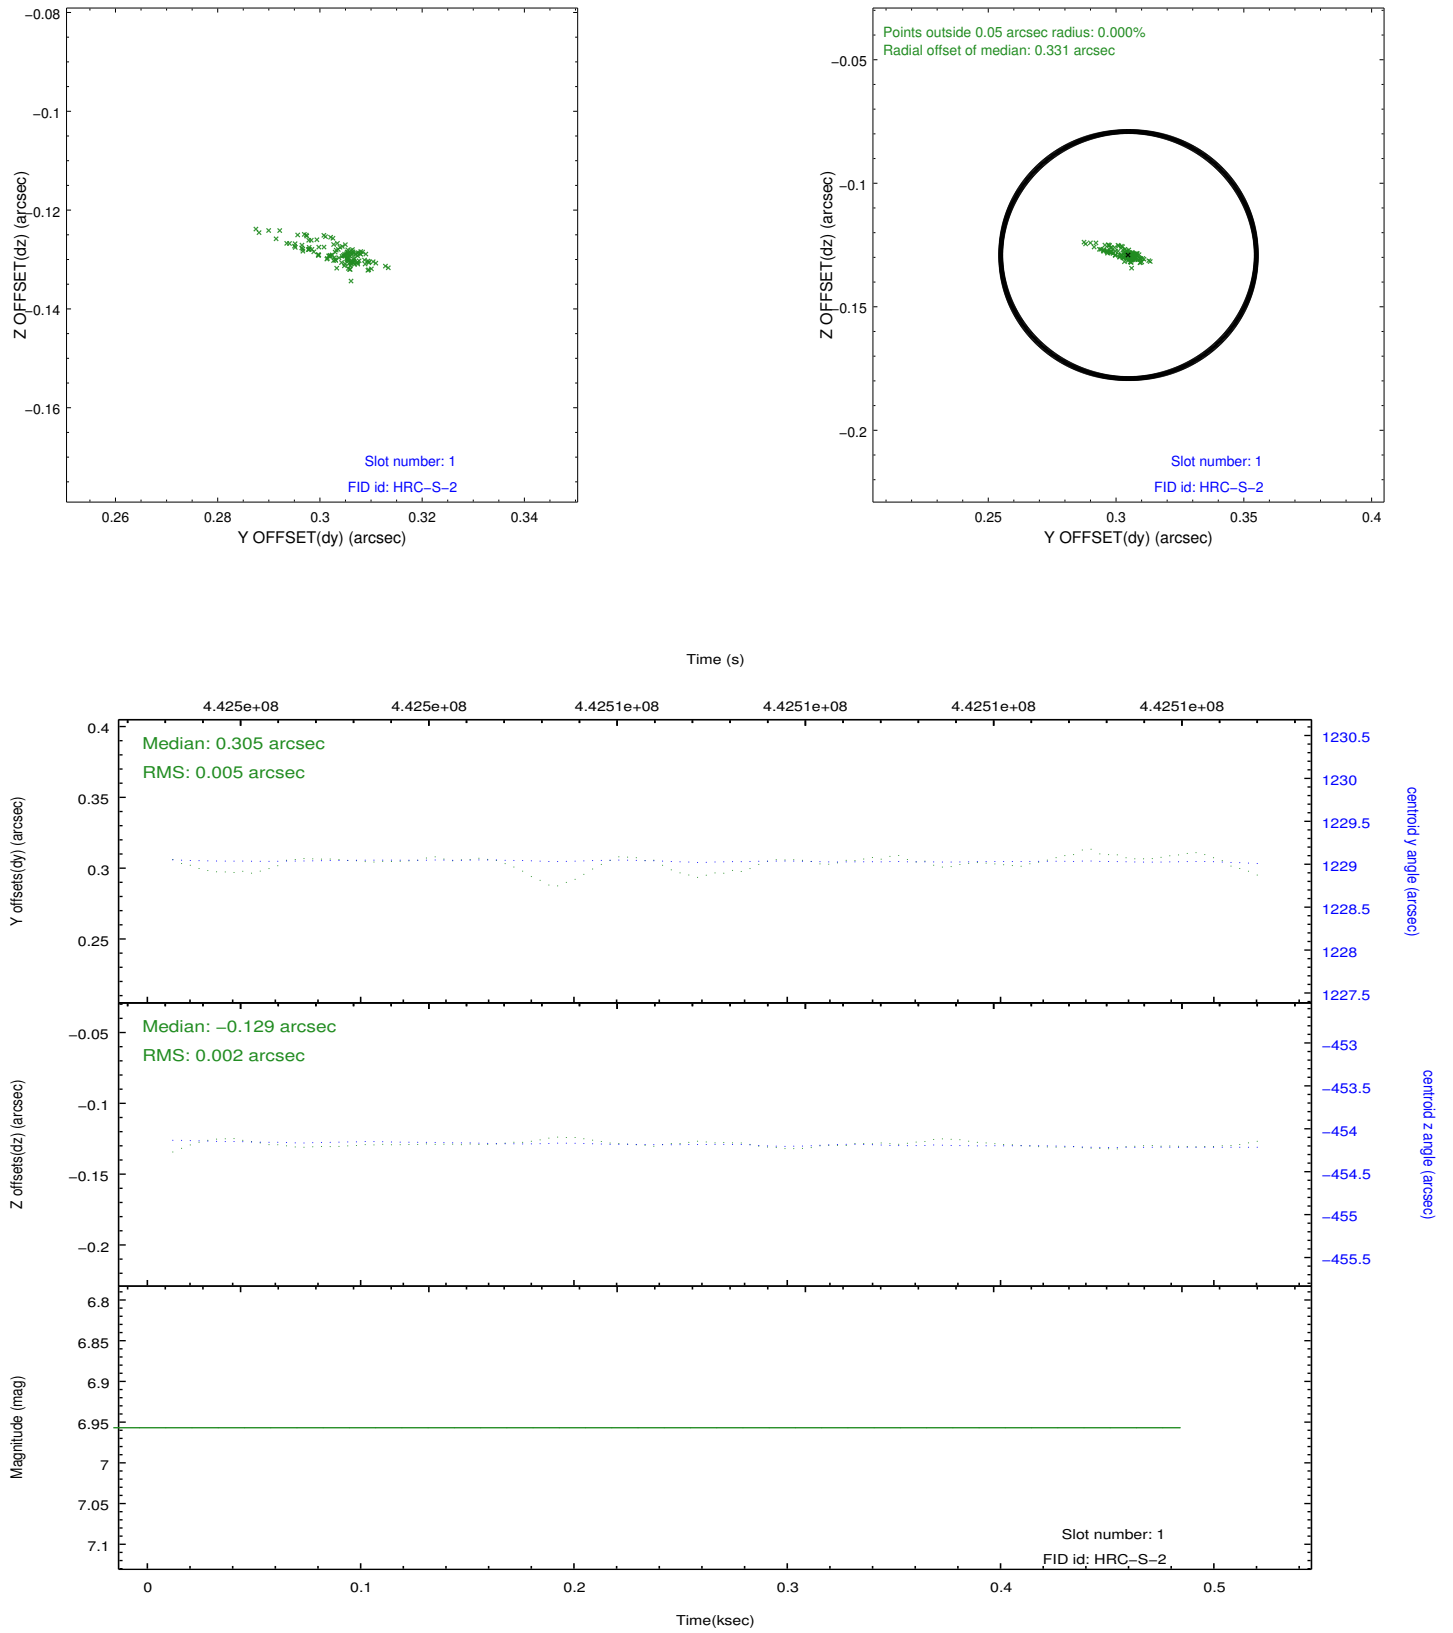 −0.08
−0.1
−0.12
−0.14
−0.16
Z OFFSET(dz) (arcsec)
Slot number: 1
FID id: HRC−S−2
0.26
0.28
0.3
0.32
0.34
Y OFFSET(dy) (arcsec)
Points outside 0.05 arcsec radius: 0.000%
Radial offset of median: 0.331 arcsec
−0.05
−0.1
−0.15
−0.2
Z OFFSET(dz) (arcsec)
Slot number: 1
FID id: HRC−S−2
0.25
0.3
0.35
0.4
Y OFFSET(dy) (arcsec)
Time (s)
4.425e+08
4.425e+08
4.4251e+08
4.4251e+08
4.4251e+08
4.4251e+08
Median: 0.305 arcsec
RMS: 0.005 arcsec
0.4
0.35
0.3
0.25
Y offsets(dy) (arcsec)
1230.5
1230
1229.5
1229
1228.5
1228
1227.5
centroid y angle (arcsec)
Median: −0.129 arcsec
RMS: 0.002 arcsec
−0.05
−0.1
−0.15
−0.2
Z offsets(dz) (arcsec)
−453
−453.5
−454
−454.5
−455
−455.5
centroid z angle (arcsec)
6.8
6.85
6.9
6.95
7
7.05
7.1
Magnitude (mag)
Slot number: 1
FID id: HRC−S−2
0
0.1
0.2
0.3
0.4
0.5
Time(ksec)